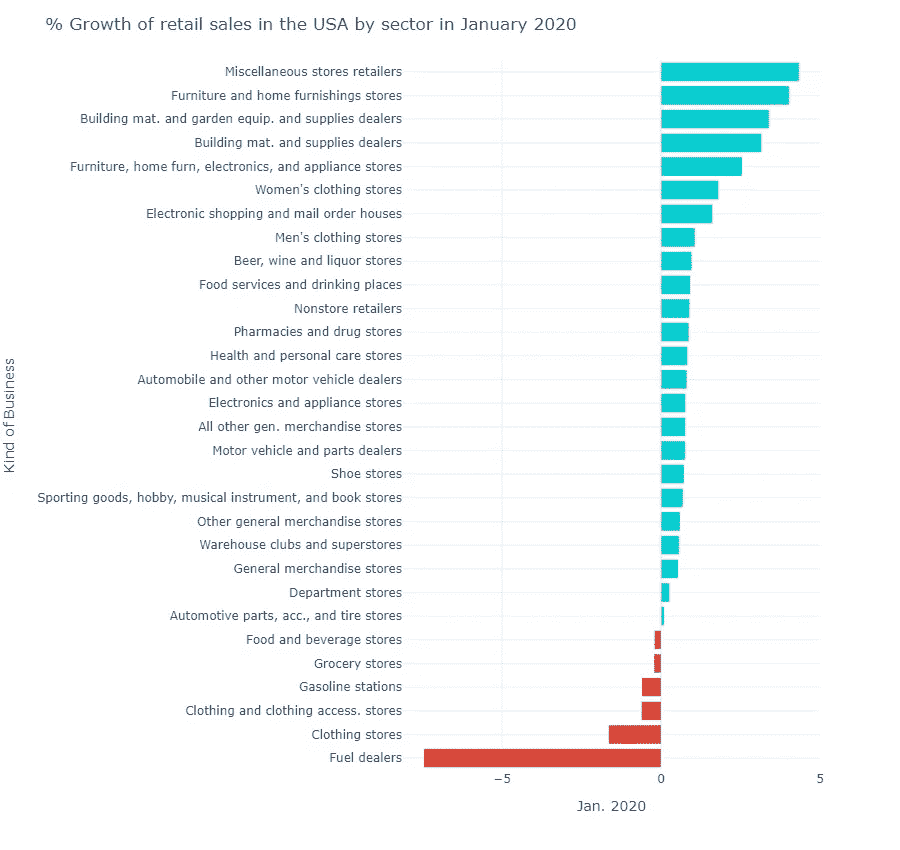 % Growth of retail sales in the USA by sector in January 2020
Miscellaneous stores retailers
Furniture and home furnishings stores
Building mat. and garden equip. and supplies dealers
Building mat. and supplies dealers
Furniture, home furn, electronics, and appliance stores
Women's clothing stores
Electronic shopping and mail order houses
Men's clothing stores
Beer, wine and liquor stores
Food services and drinking places
Nonstore retailers
Pharmacies and drug stores
Health and personal care stores
Automobile and other motor vehicle dealers
Electronics and appliance stores
All other gen. merchandise stores
Motor vehicle and parts dealers
Shoe stores
Sporting goods, hobby, musical instrument, and book stores
Other general merchandise stores
Warehouse clubs and superstores
General merchandise stores
Department stores
Automotive parts, acc., and tire stores
Food and beverage stores
Grocery stores
Gasoline stations
Clothing and clothing access. stores
Clothing stores
Fuel dealers
Kind of Business
−5 0 5
Jan. 2020